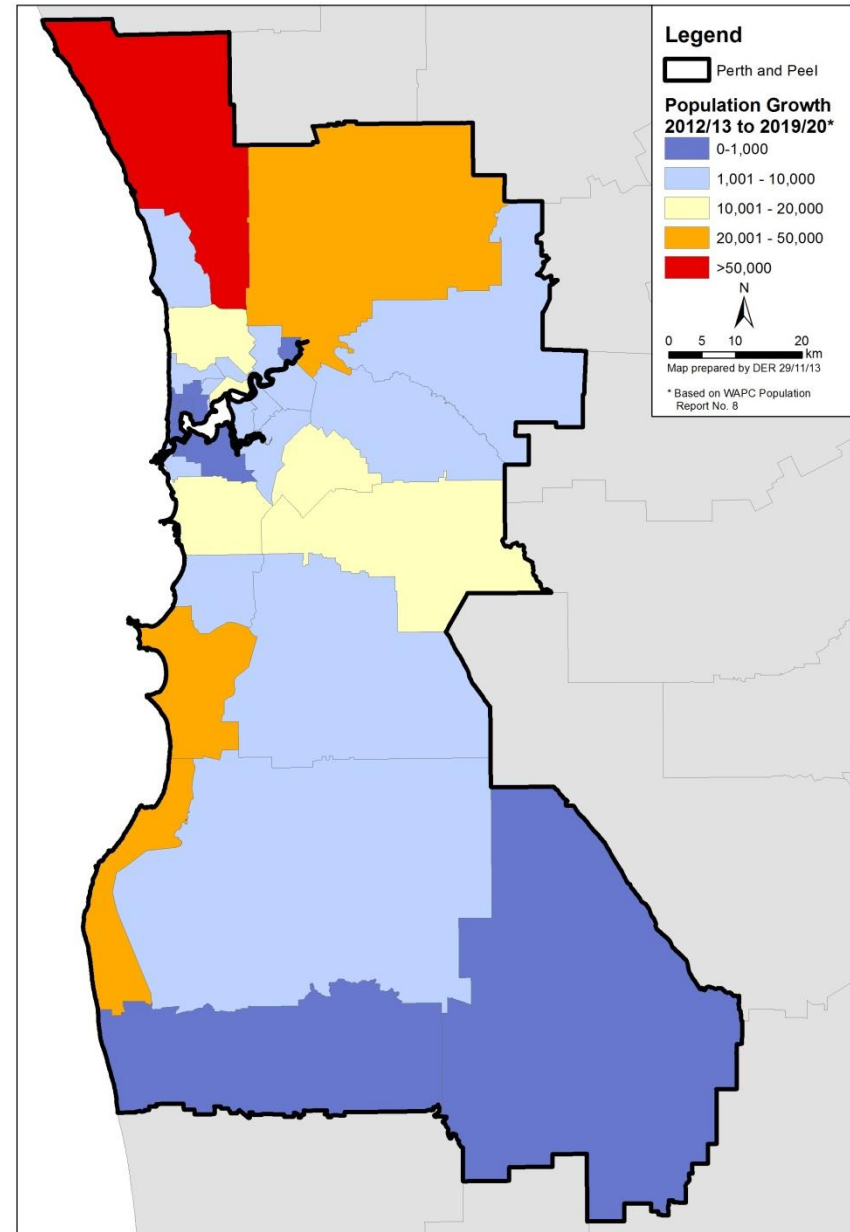 Legend
Perth and Peel
Population Growth
2012/13 to 2019/20*
0-1,000
1,001 - 10,000
10,001 - 20,000
20,001 - 50,000
>50,000
N
0 5 10 20
km
Map prepared by DER 29/11/13
* Based on WAPC Population
Report No. 8